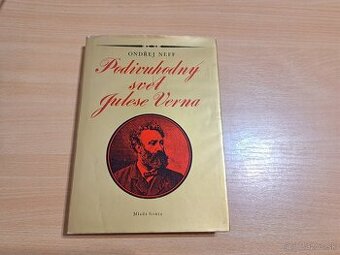 ONDŘEJ NEFF
Podivuhodný
svět
Julese Verna
Mladá fronta